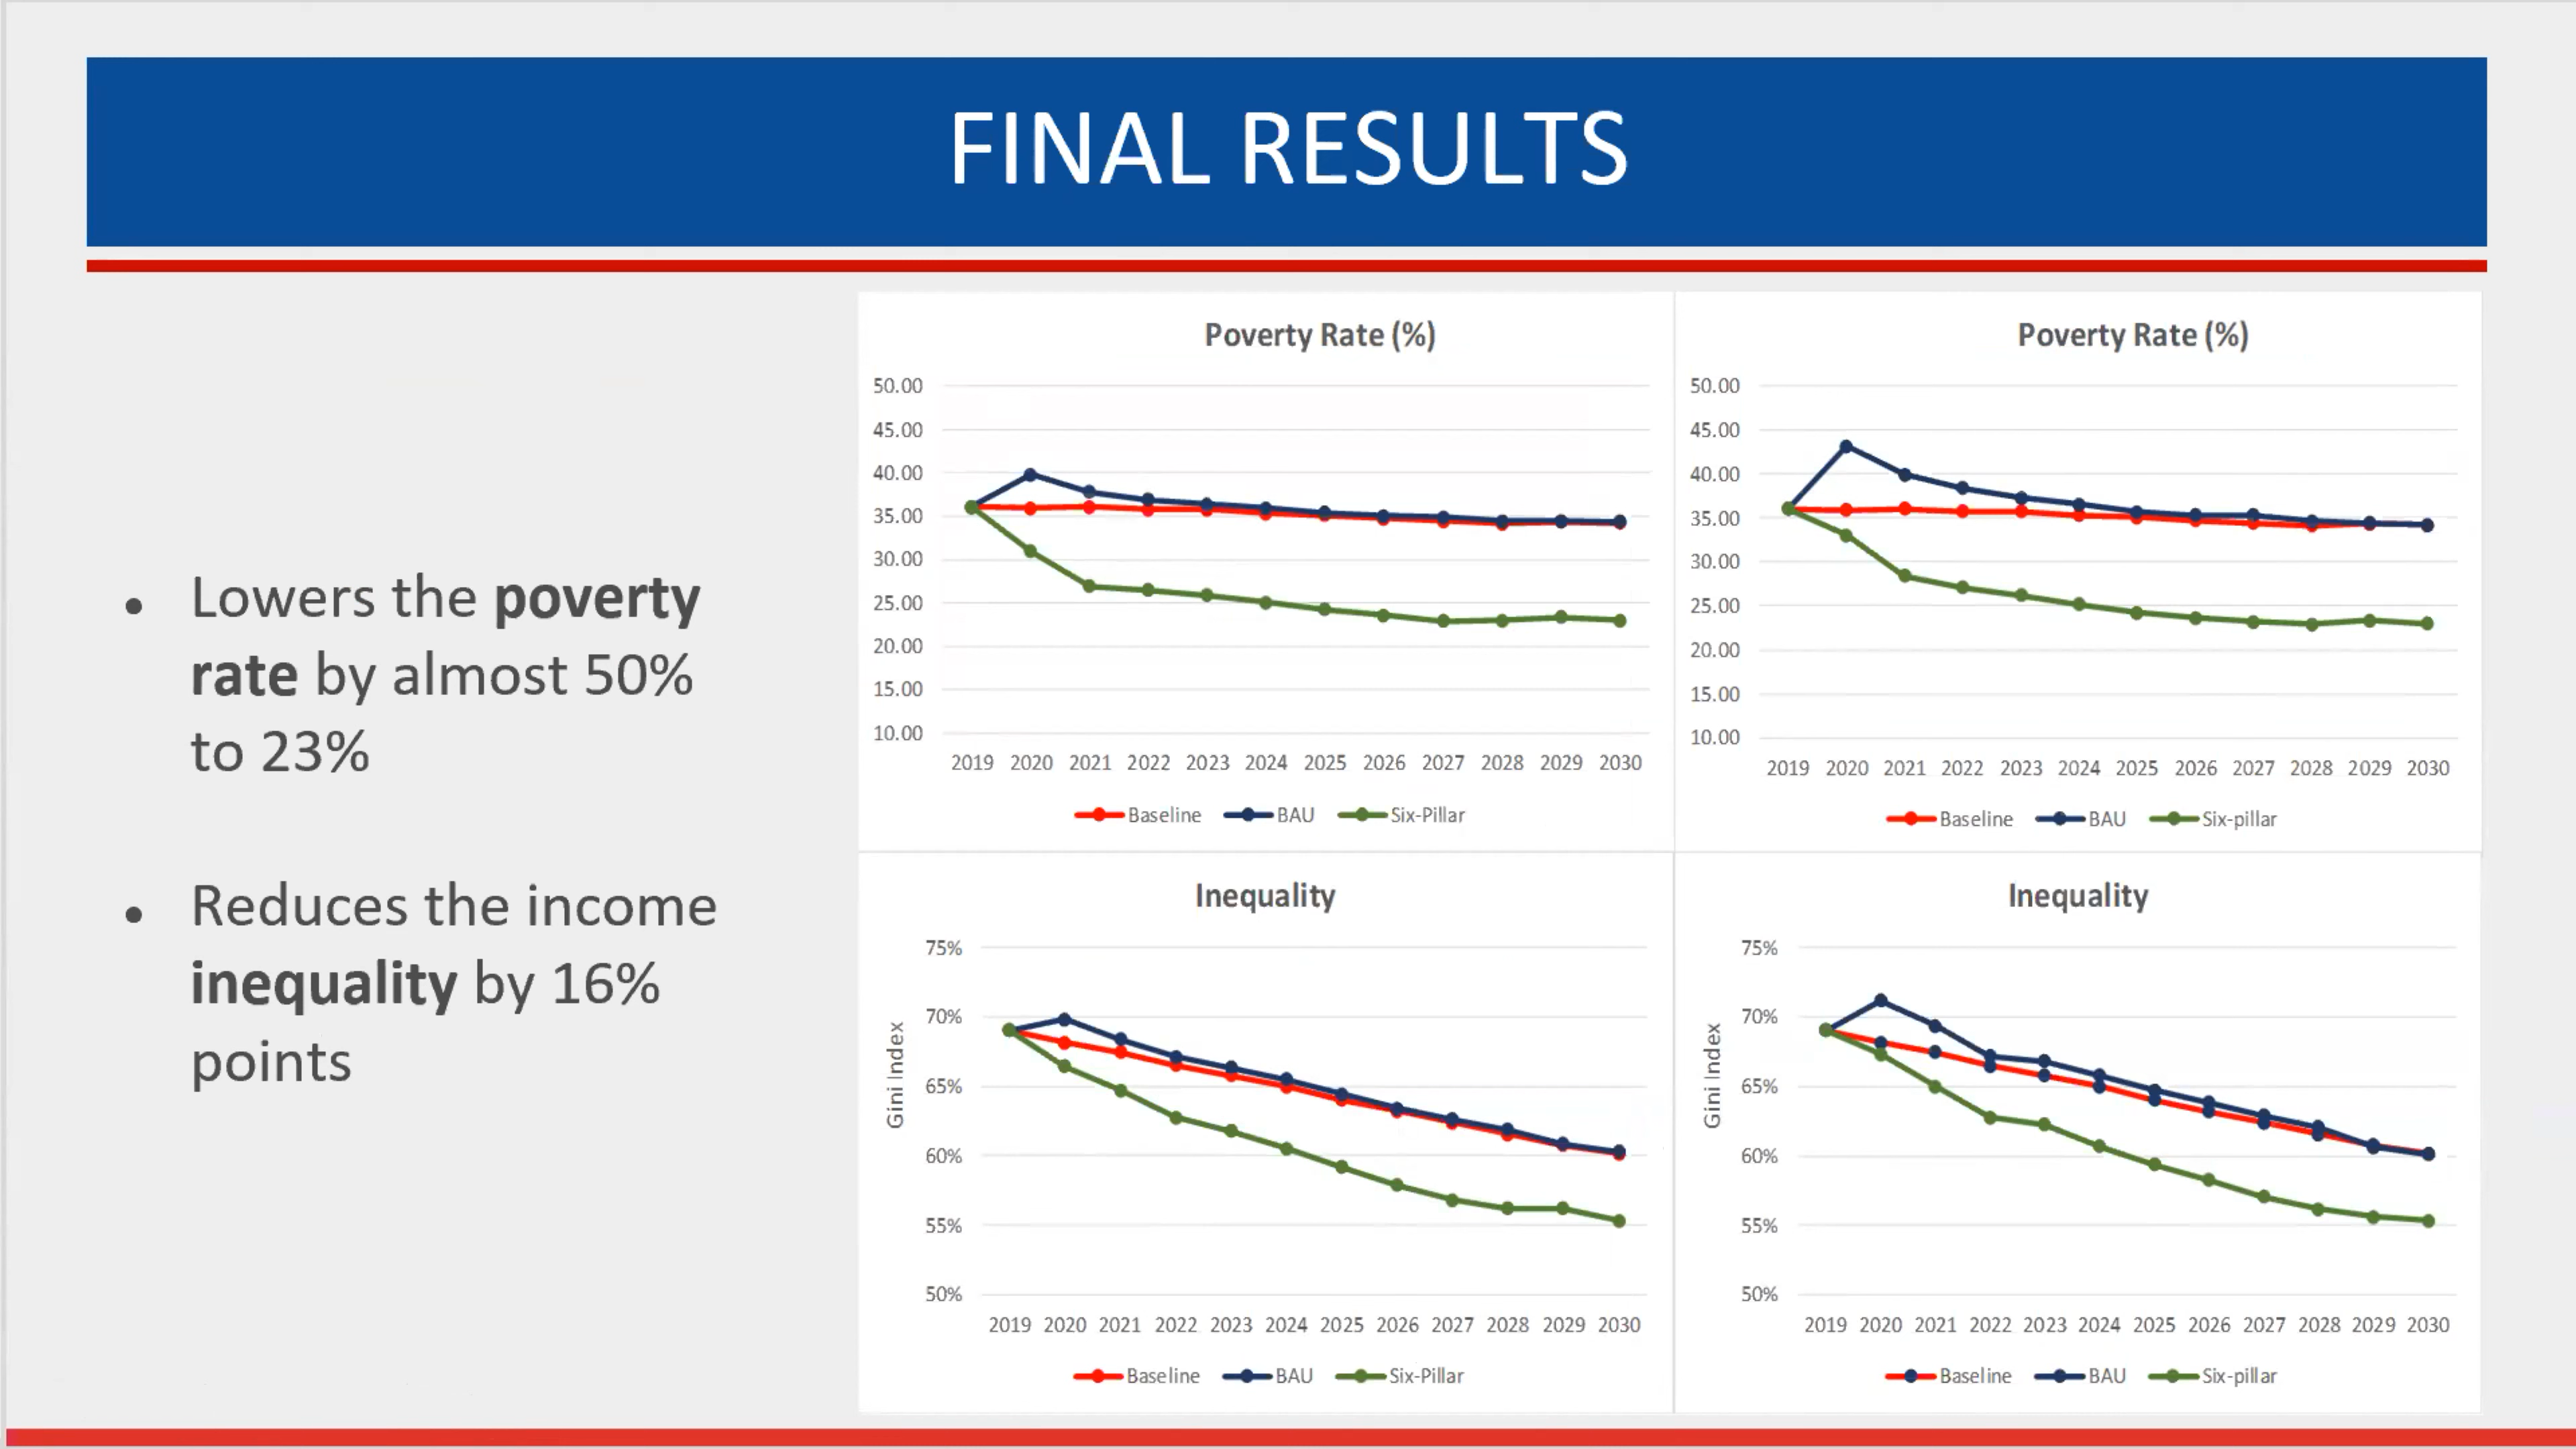 FINAL RESULTS
• Lowers the poverty
rate by almost 50%
to 23%
• Reduces the income
inequality by 16%
points
Poverty Rate (%)
50.00
45.00
40.00
35.00
30.00
25.00
20.00
15.00
10.00
2019 2020 2021 2022 2023 2024 2025 2026 2027 2028 2029 2030
Baseline BAU Six-Pillar
Poverty Rate (%)
50.00
45.00
40.00
35.00
30.00
25.00
20.00
15.00
10.00
2019 2020 2021 2022 2023 2024 2025 2026 2027 2028 2029 2030
Baseline BAU Six-pillar
Inequality
Gini Index
75%
70%
65%
60%
55%
50%
2019 2020 2021 2022 2023 2024 2025 2026 2027 2028 2029 2030
Baseline BAU Six-Pillar
Inequality
Gini Index
75%
70%
65%
60%
55%
50%
2019 2020 2021 2022 2023 2024 2025 2026 2027 2028 2029 2030
Baseline BAU Six-pillar